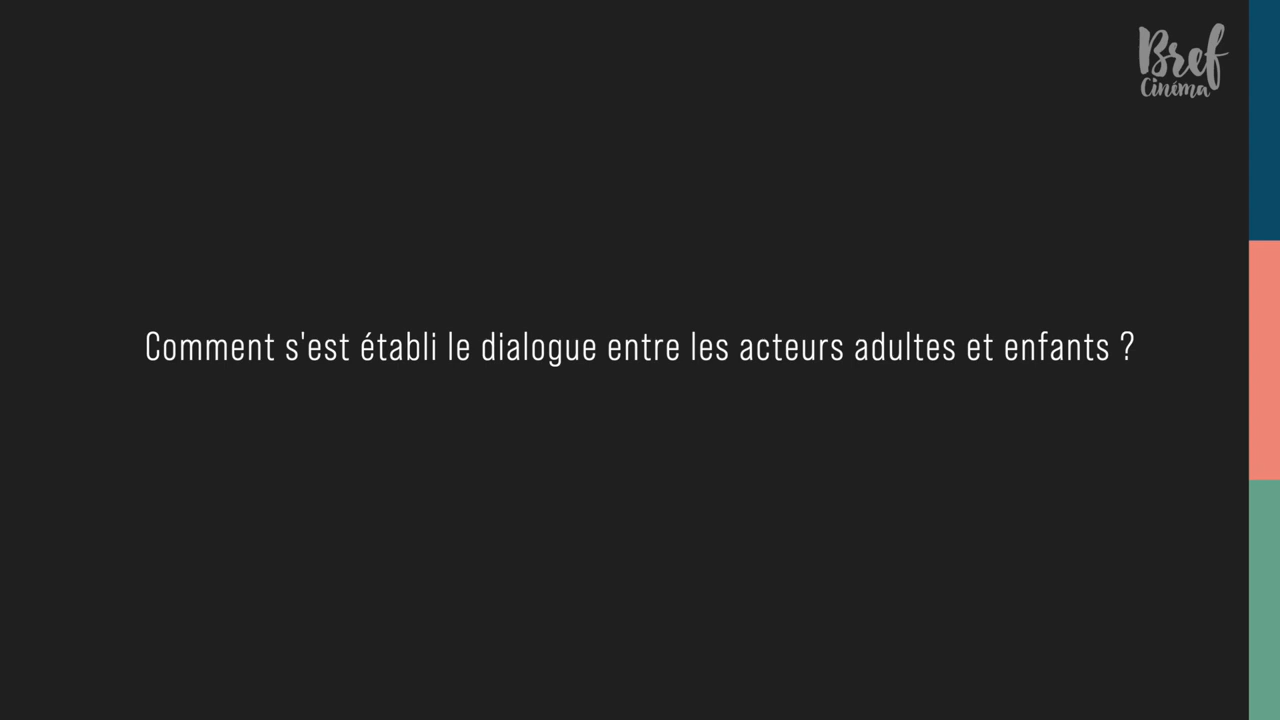 Bref
Cinéma
Comment s'est établi le dialogue entre les acteurs adultes et enfants ?